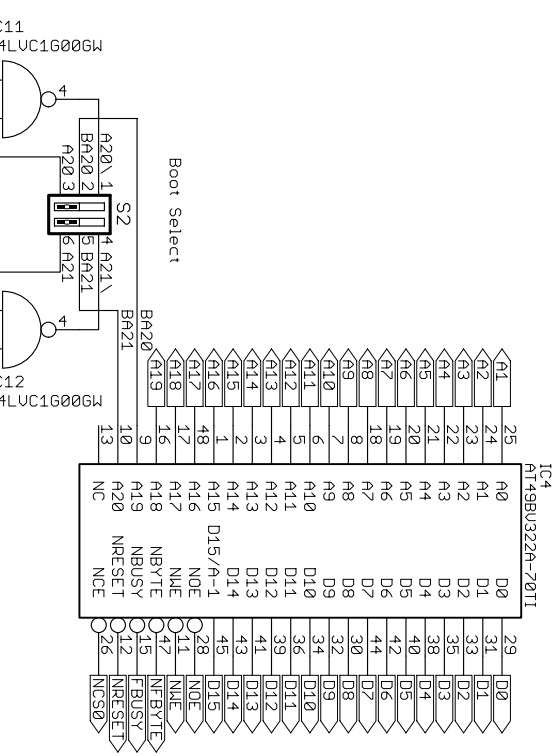 C11
4LVC1G00GW
4
A20\ 1
BA20 2
A20 3
S2
4 A21\
5 BA21
6 A21
4
C12
4LVC1G00GW
Boot Select
IC4
AT49BV322A-70TI
A1 25 A0 D0 29 D0
A2 24 A1 D1 31 D1
A3 23 A2 D2 33 D2
A4 22 A3 D3 35 D3
A5 21 A4 D4 38 D4
A6 20 A5 D5 40 D5
A7 19 A6 D6 42 D6
A8 18 A7 D7 44 D7
A9 8 A8 D8 30 D8
A10 7 A9 D9 32 D9
A11 6 A10 D10 34 D10
A12 5 A11 D11 36 D11
A13 4 A12 D12 39 D12
A14 3 A13 D13 41 D13
A15 2 A14 D14 43 D14
A16 1 A15 D15/A-1 45 D15
A17 48 A16 NOE 28 NOE
A18 17 A17 NWE 11 NWE
A19 16 A18 NBYTE 47 NFBYTE
BA20 9 A19 NBUSY 15 FBUSY
BA21 10 A20 NRESET 12 NRESET
13 NC NCE 26 NCS0